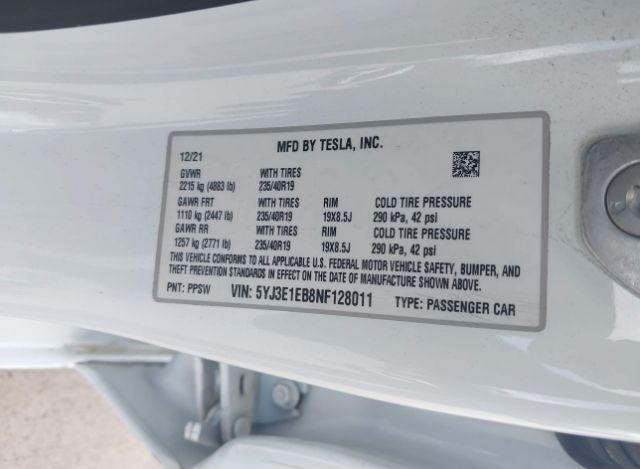 MFD BY TESLA, INC.
12/21
GVWR WITH TIRES
2215 kg (4883 lb) 235/40R19
GAWR FRT WITH TIRES RIM COLD TIRE PRESSURE
1110 kg (2447 lb) 235/40R19 19X8.5J 290 kPa, 42 psi
GAWR RR WITH TIRES RIM COLD TIRE PRESSURE
1257 kg (2771 lb) 235/40R19 19X8.5J 290 kPa, 42 psi
THIS VEHICLE CONFORMS TO ALL APPLICABLE U.S. FEDERAL MOTOR VEHICLE SAFETY, BUMPER, AND
THEFT PREVENTION STANDARDS IN EFFECT ON THE DATE OF MANUFACTURE SHOWN ABOVE.
PNT: PPSW VIN: 5YJ3E1EB8NF128011 TYPE: PASSENGER CAR